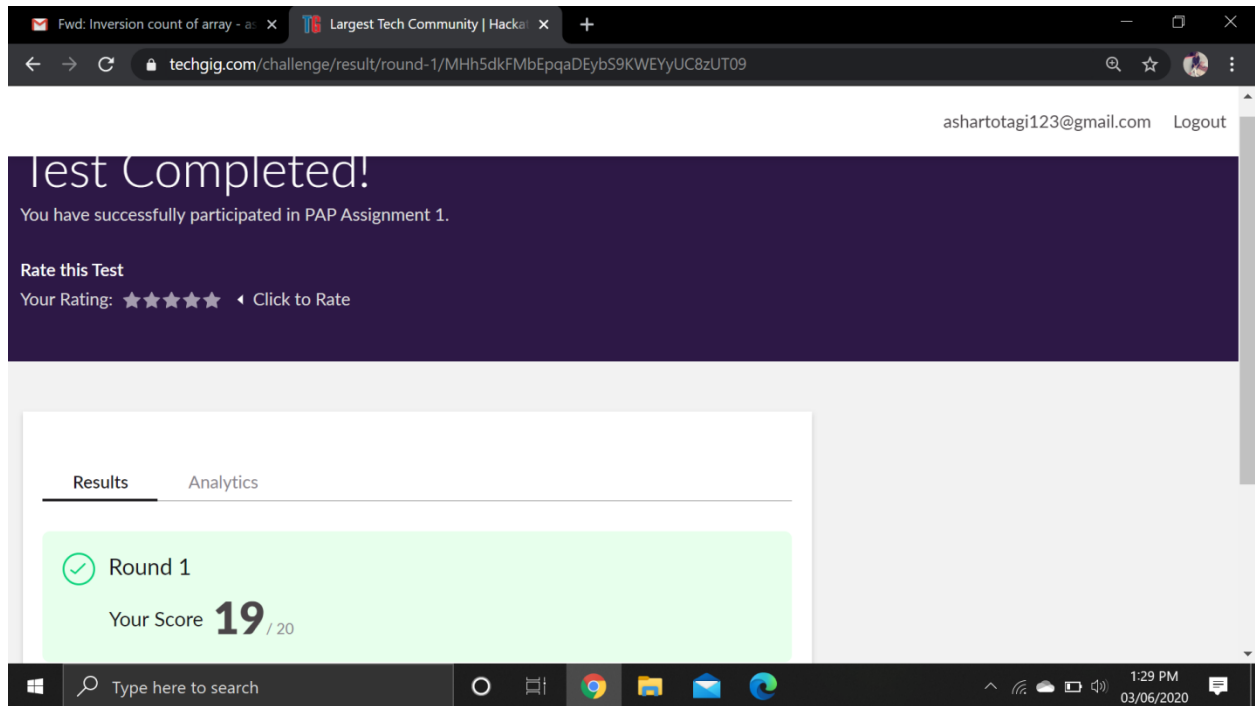 Fwd: Inversion count of array - as
TG Largest Tech Community | Hackat
techgig.com/challenge/result/round-1/MHh5dkFMbEpqaDEybS9KWEYyUC8zUT09
ashartotagi123@gmail.com Logout
Test Completed!
You have successfully participated in PAP Assignment 1.
Rate this Test
Your Rating: Click to Rate
Results Analytics
Round 1
Your Score 19 / 20
Type here to search
1:29 PM
03/06/2020